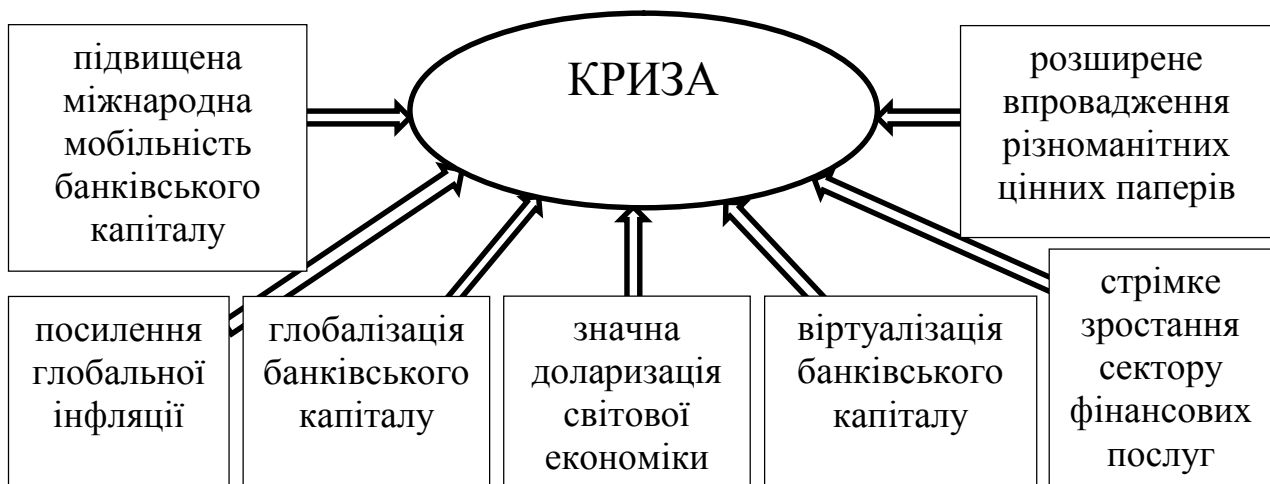 КРИЗА
підвищена
міжнародна
мобільність
банківського
капіталу
розширене
впровадження
різноманітних
цінних паперів
посилення
глобальної
інфляції
глобалізація
банківського
капіталу
значна
доларизація
світової
економіки
віртуалізація
банківського
капіталу
стрімке
зростання
сектору
фінансових
послуг